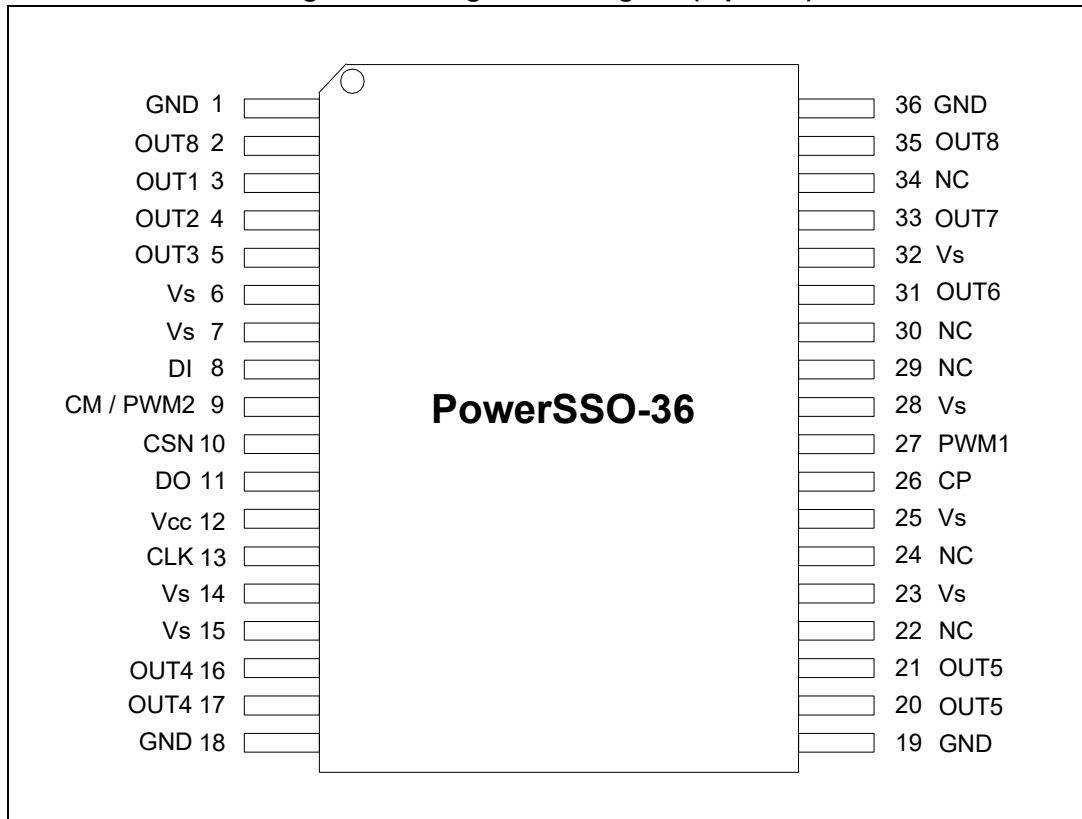 GND 1
OUT8 2
OUT1 3
OUT2 4
OUT3 5
Vs 6
Vs 7
DI 8
CM / PWM2 9
CSN 10
DO 11
Vcc 12
CLK 13
Vs 14
Vs 15
OUT4 16
OUT4 17
GND 18
PowerSSO-36
36 GND
35 OUT8
34 NC
33 OUT7
32 Vs
31 OUT6
30 NC
29 NC
28 Vs
27 PWM1
26 CP
25 Vs
24 NC
23 Vs
22 NC
21 OUT5
20 OUT5
19 GND